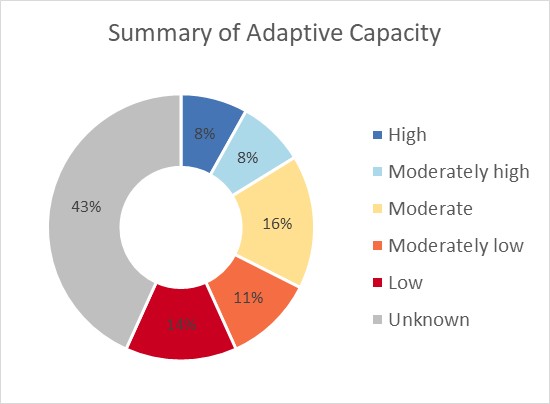 Summary of Adaptive Capacity
8%
8%
16%
11%
14%
43%
High
Moderately high
Moderate
Moderately low
Low
Unknown